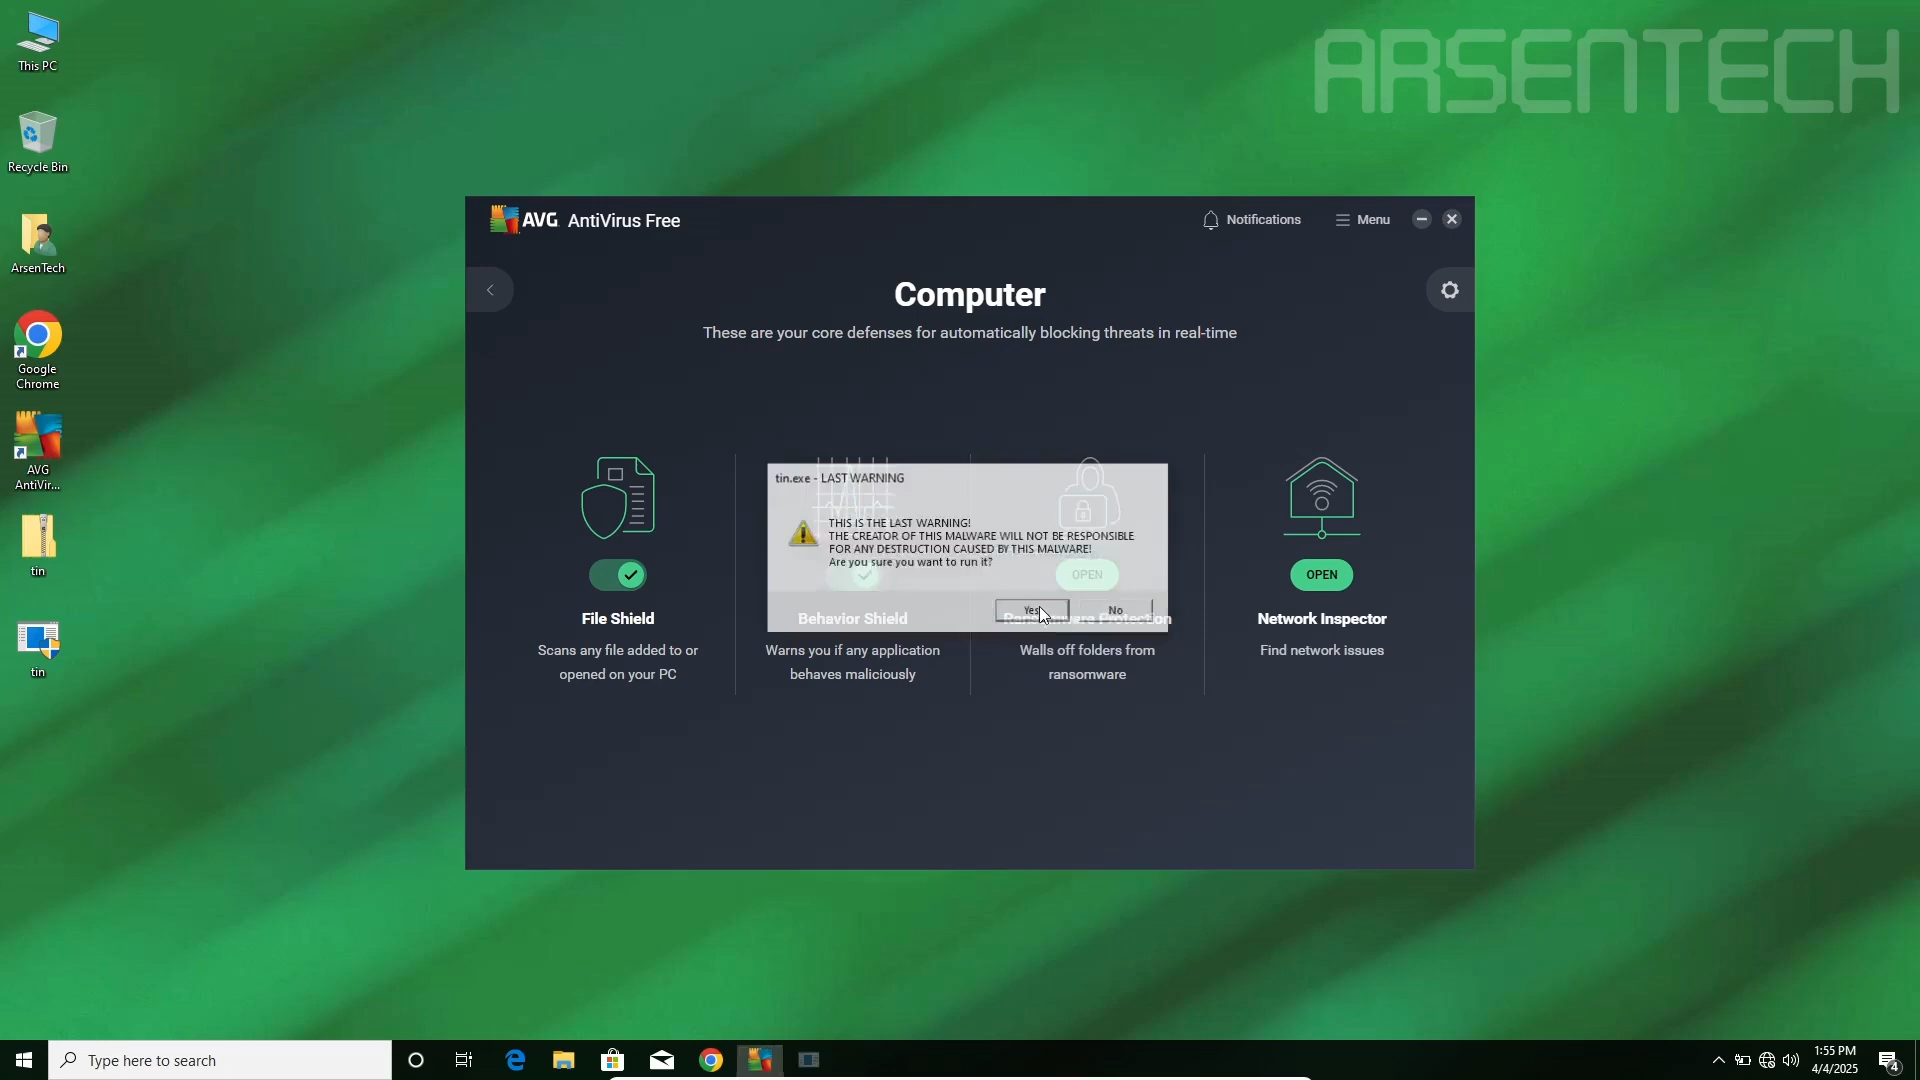 ARSENTECH
This PC
Recycle Bin
ArsenTech
Google
Chrome
AVG
AntiVir...
tin
tin
AVG AntiVirus Free
Notifications
Menu
Computer
These are your core defenses for automatically blocking threats in real-time
tin.exe - LAST WARNING
THIS IS THE LAST WARNING!
THE CREATOR OF THIS MALWARE WILL NOT BE RESPONSIBLE
FOR ANY DESTRUCTION CAUSED BY THIS MALWARE!
Are you sure you want to run it?
Yes
No
File Shield
Scans any file added to or
opened on your PC
Behavior Shield
Warns you if any application
behaves maliciously
OPEN
Ransomware Protection
Walls off folders from
ransomware
OPEN
Network Inspector
Find network issues
Type here to search
1:55 PM
4/4/2025
4